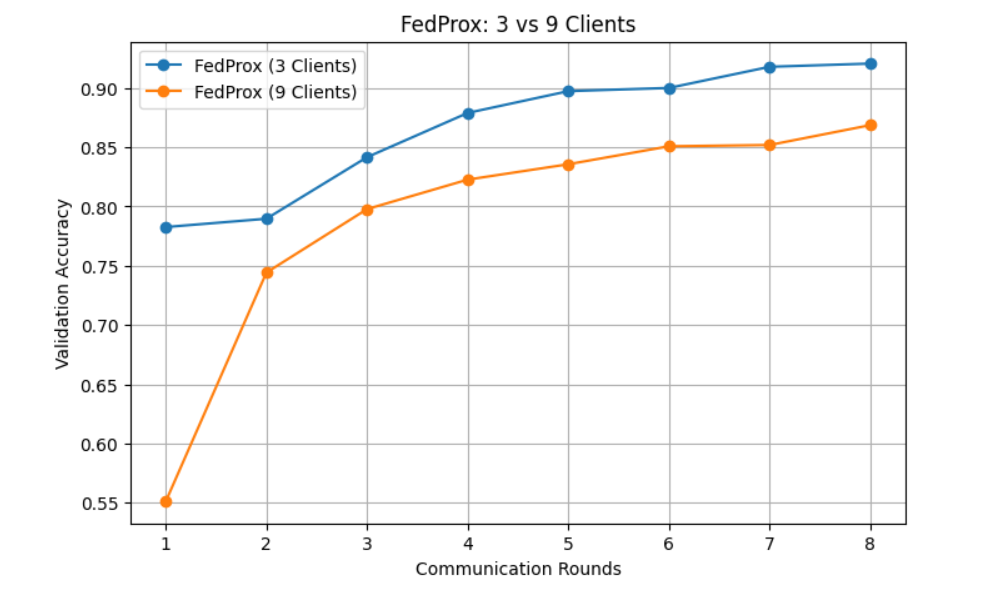 FedProx: 3 vs 9 Clients
FedProx (3 Clients)
FedProx (9 Clients)
Validation Accuracy
0.90
0.85
0.80
0.75
0.70
0.65
0.60
0.55
1 2 3 4 5 6 7 8
Communication Rounds